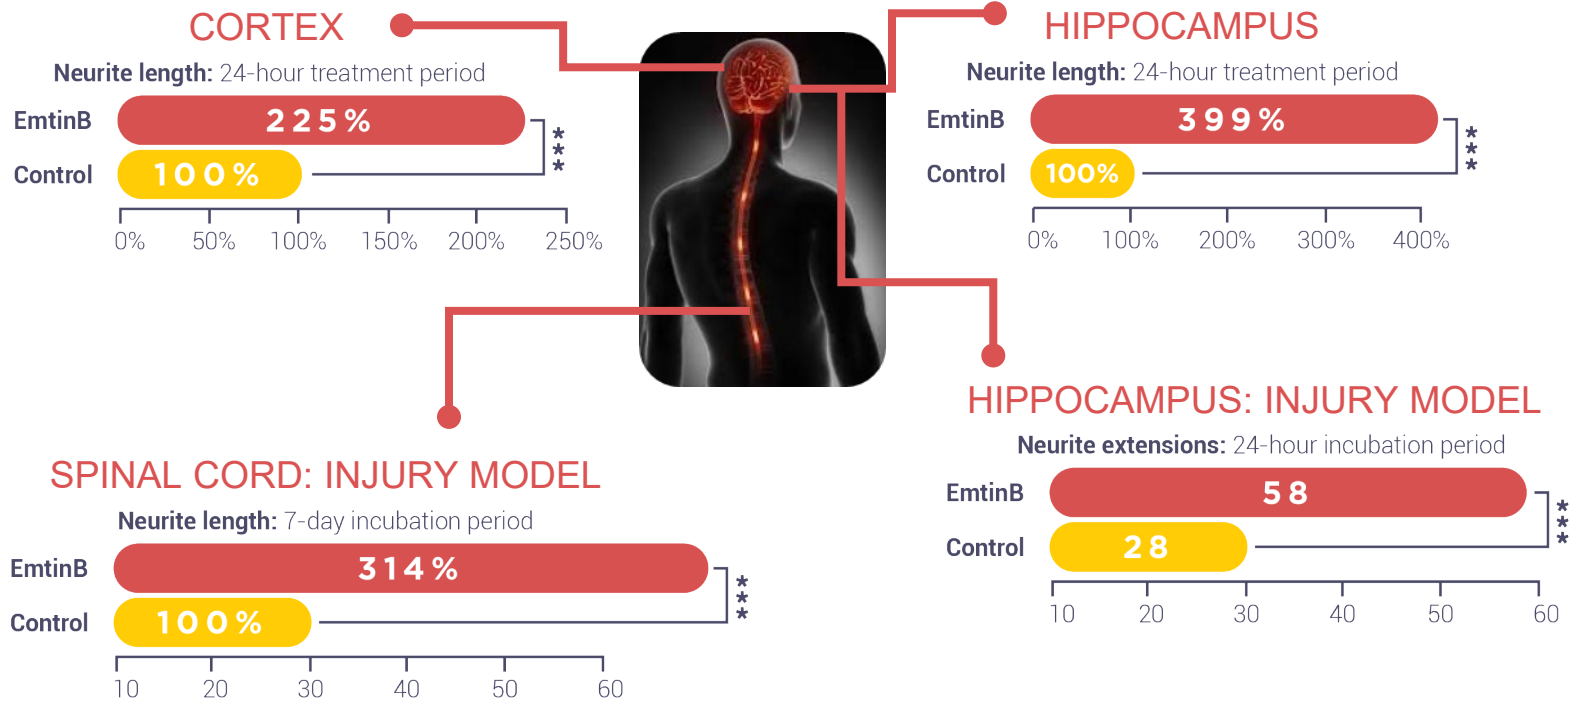 CORTEX
Neurite length: 24-hour treatment period
EmtinB
225%
***
Control
100%
0% 50% 100% 150% 200% 250%
HIPPOCAMPUS
Neurite length: 24-hour treatment period
EmtinB
399%
***
Control
100%
0% 100% 200% 300% 400%
SPINAL CORD: INJURY MODEL
Neurite length: 7-day incubation period
EmtinB
314%
***
Control
100%
10 20 30 40 50 60
HIPPOCAMPUS: INJURY MODEL
Neurite extensions: 24-hour incubation period
EmtinB
58
***
Control
28
10 20 30 40 50 60